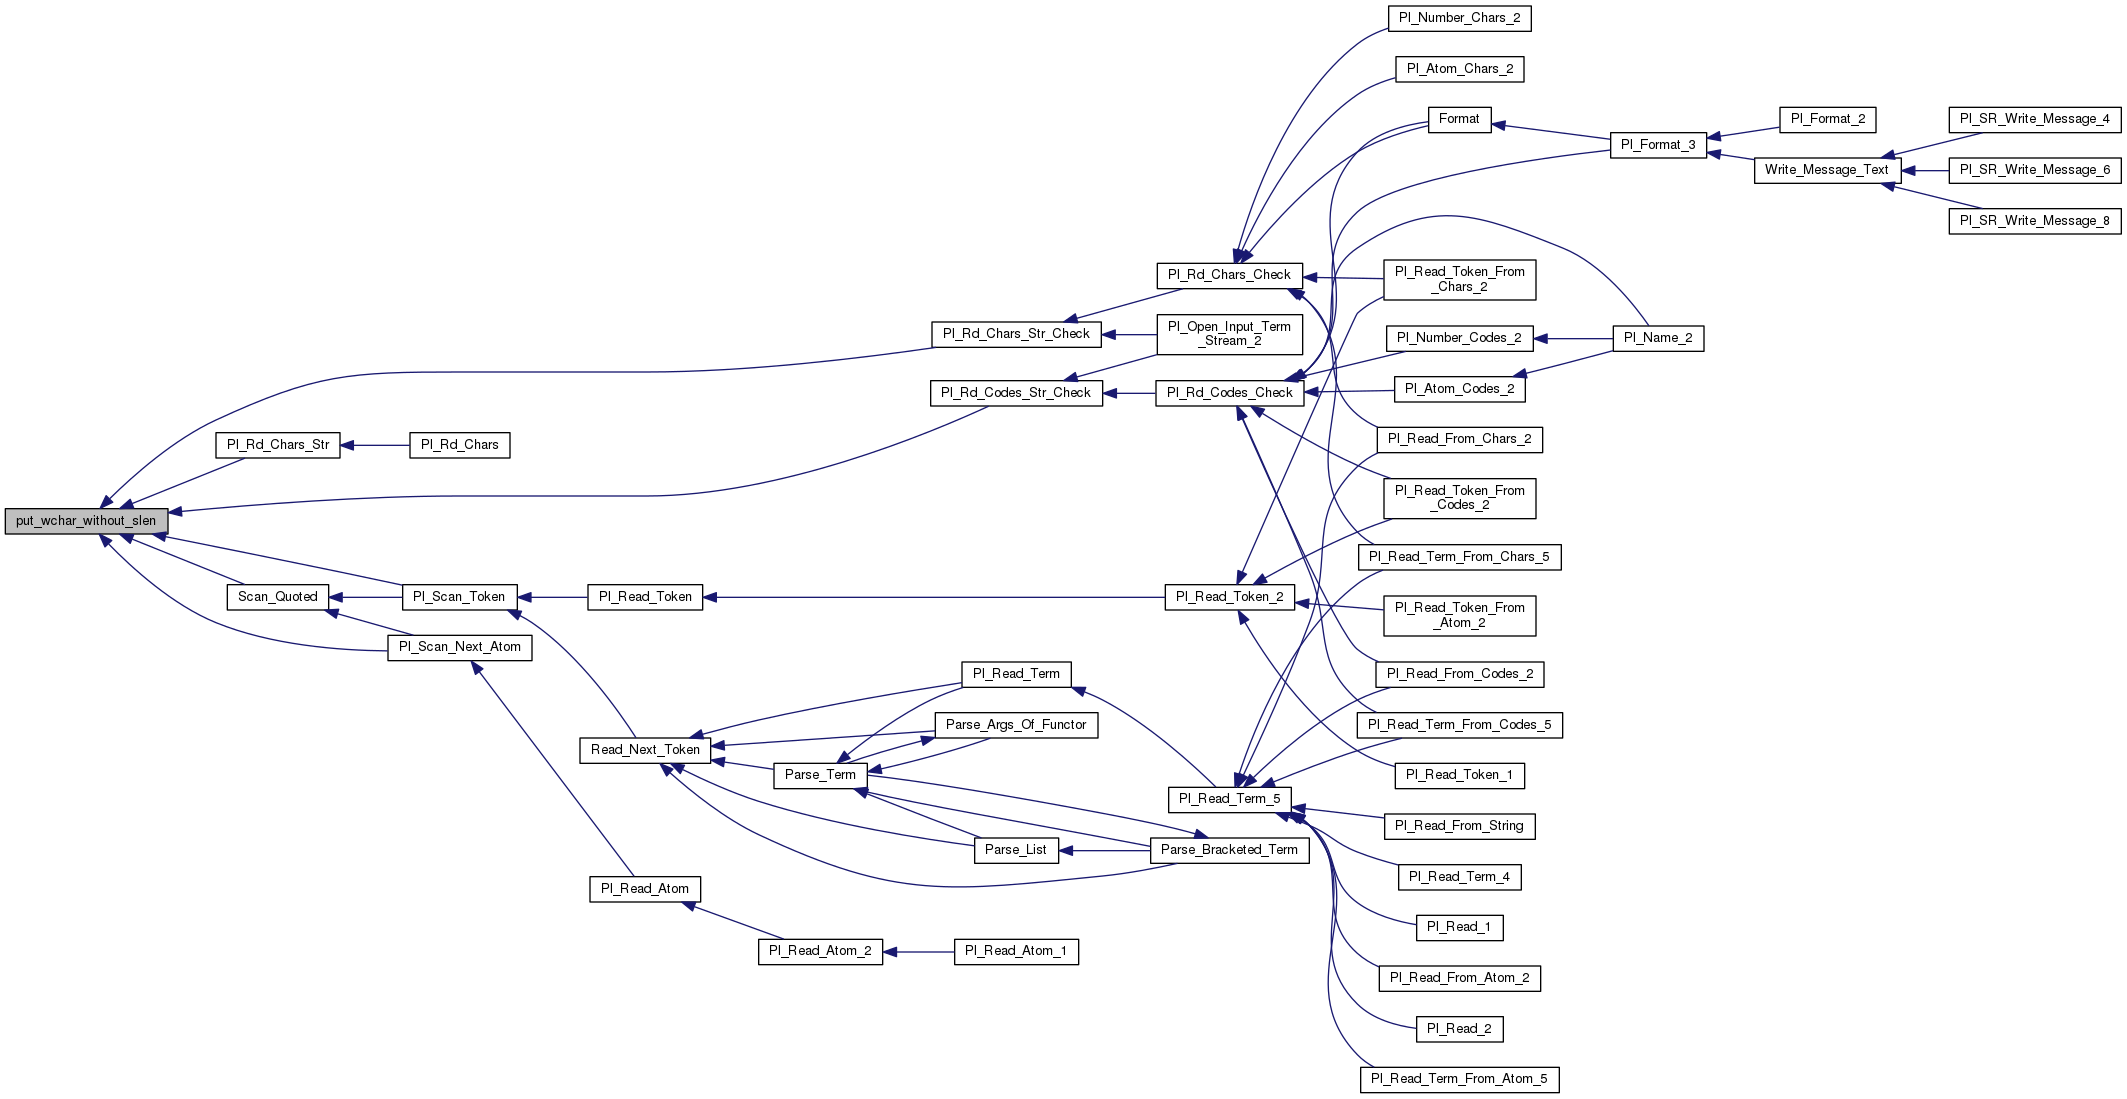 Pl_Number_Chars_2
Pl_Atom_Chars_2
Format
Pl_Format_2
Pl_SR_Write_Message_4
Pl_Format_3
Write_Message_Text
Pl_SR_Write_Message_6
Pl_SR_Write_Message_8
Pl_Rd_Chars_Check
Pl_Read_Token_From
_Chars_2
Pl_Rd_Chars_Str_Check
Pl_Open_Input_Term
_Stream_2
Pl_Number_Codes_2
Pl_Name_2
Pl_Rd_Codes_Str_Check
Pl_Rd_Codes_Check
Pl_Atom_Codes_2
Pl_Rd_Chars_Str
Pl_Rd_Chars
Pl_Read_From_Chars_2
Pl_Read_Token_From
_Codes_2
put_wchar_without_slen
Pl_Read_Term_From_Chars_5
Scan_Quoted
Pl_Scan_Token
Pl_Read_Token
Pl_Read_Token_2
Pl_Read_Token_From
_Atom_2
Pl_Scan_Next_Atom
Pl_Read_Term
Pl_Read_From_Codes_2
Parse_Args_Of_Functor
Pl_Read_Term_From_Codes_5
Read_Next_Token
Parse_Term
Pl_Read_Token_1
Pl_Read_Term_5
Pl_Read_From_String
Parse_List
Parse_Bracketed_Term
Pl_Read_Term_4
Pl_Read_Atom
Pl_Read_1
Pl_Read_Atom_2
Pl_Read_Atom_1
Pl_Read_From_Atom_2
Pl_Read_2
Pl_Read_Term_From_Atom_5